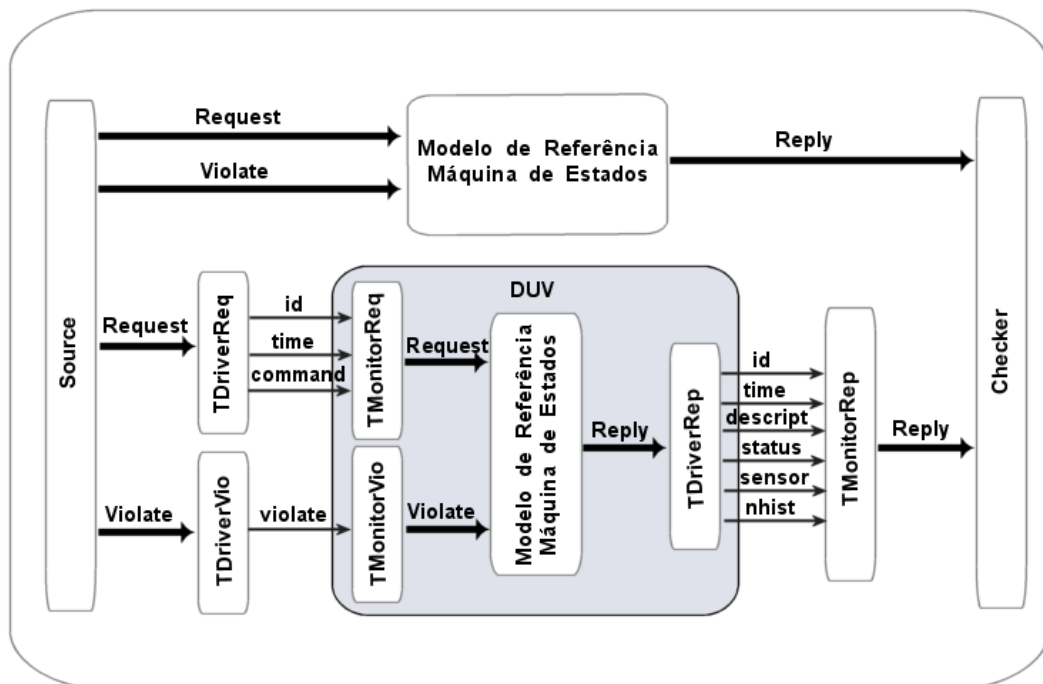 Request
Violate
Modelo de Referência
Máquina de Estados
Reply
Source
Checker
DUV
Request
TDriverReq
id
time
command
TMonitorReq
Request
Modelo de Referência
Máquina de Estados
Reply
TDriverRep
id
time
descript
status
sensor
nhist
TMonitorRep
Reply
Violate
TDriverVio
violate
TMonitorVio
Violate